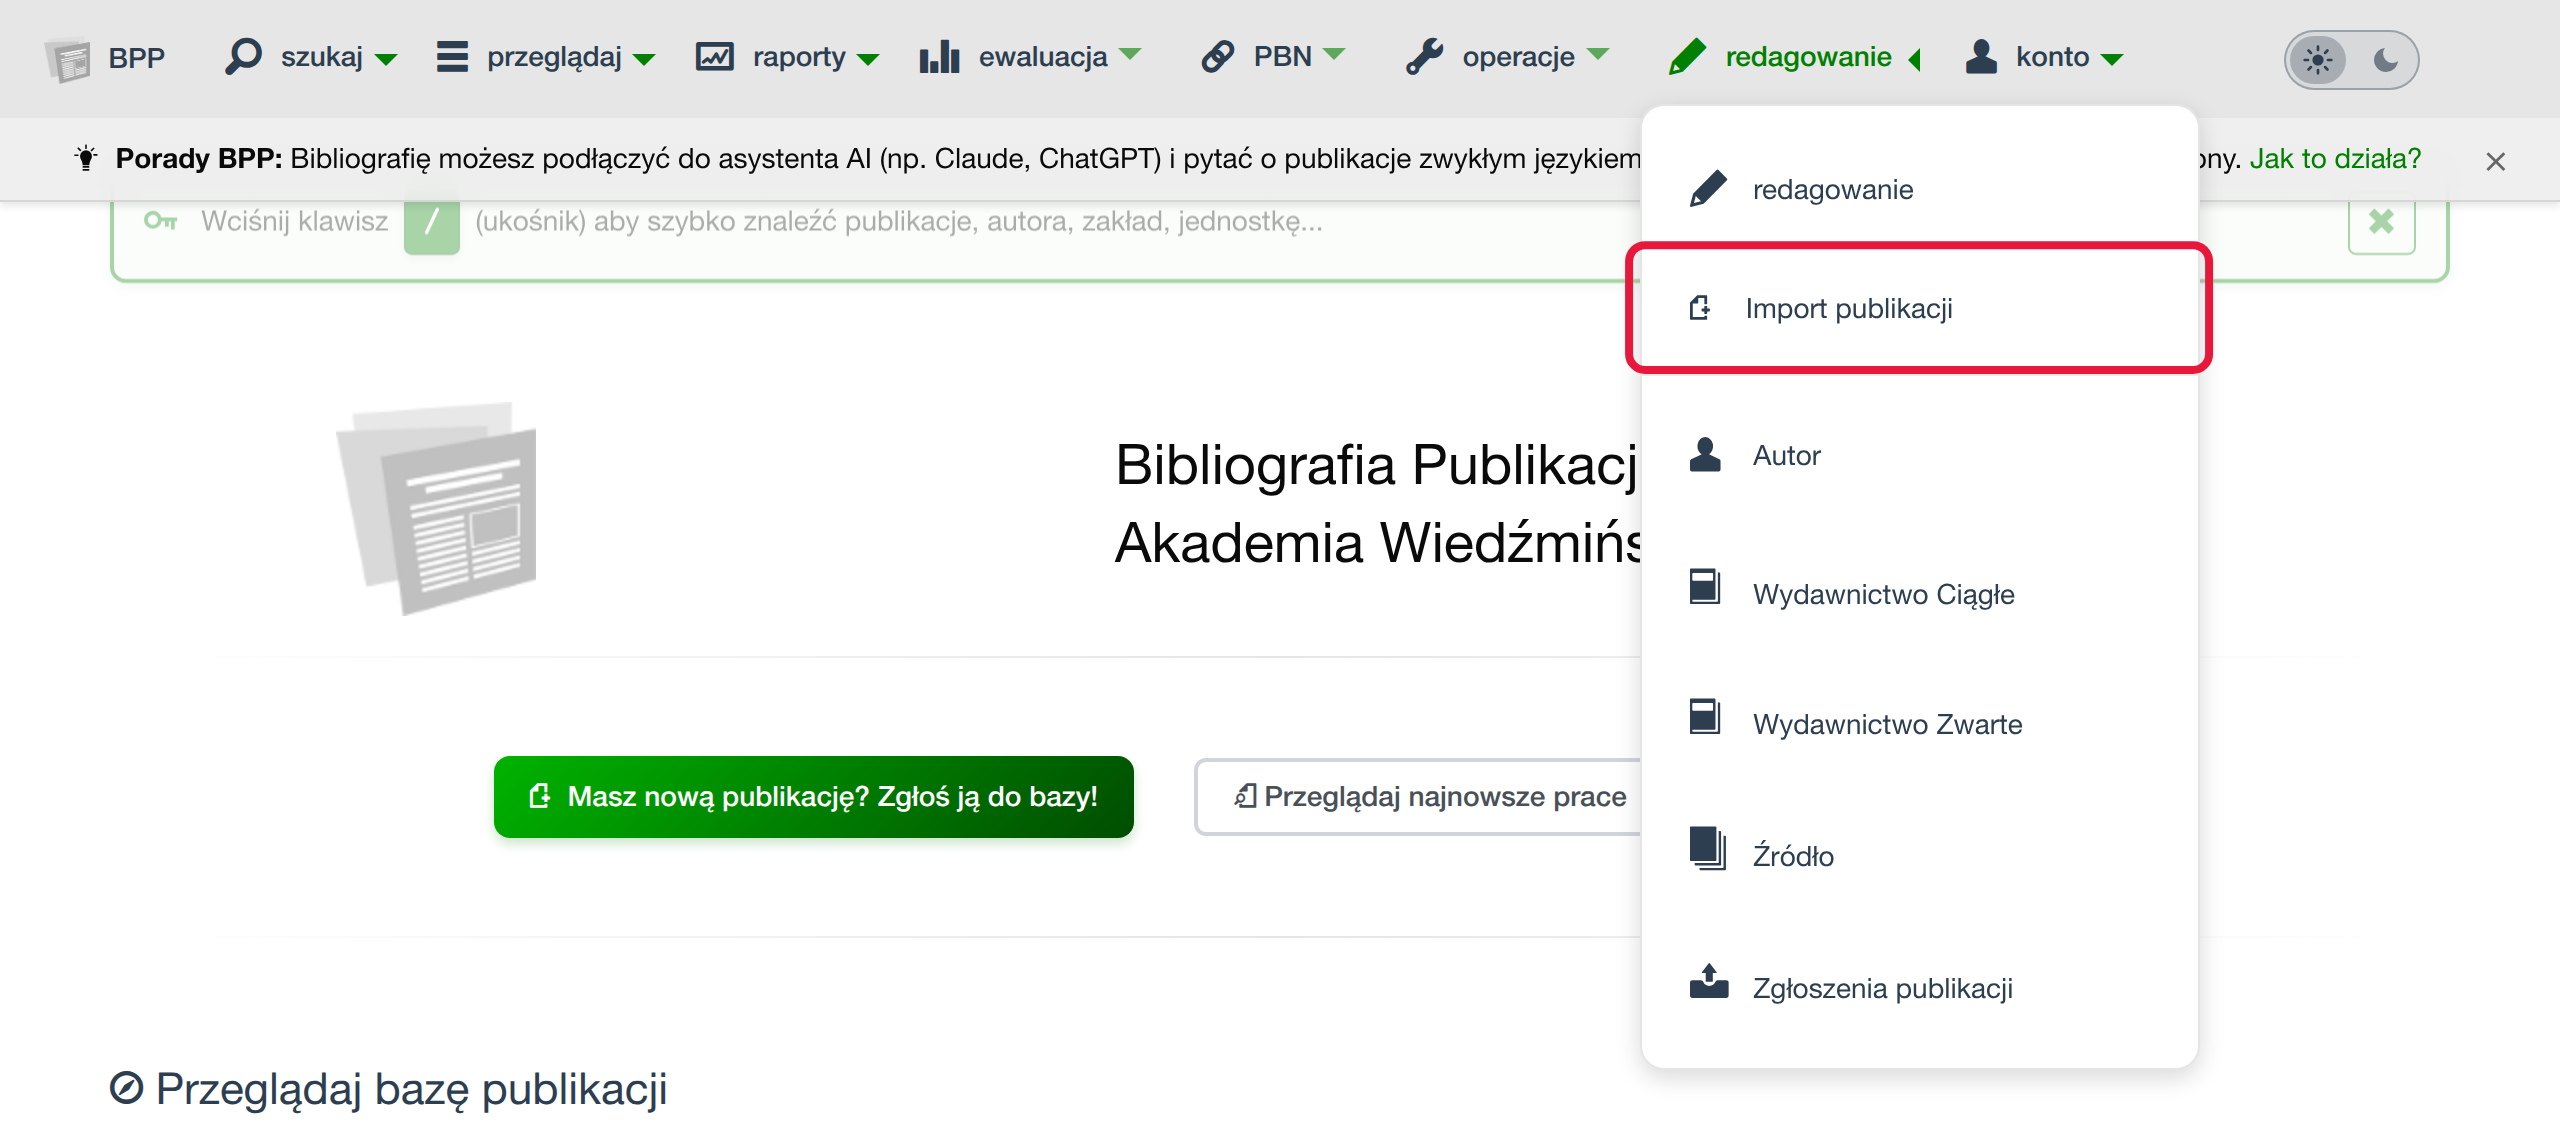 BPP szukaj przeglądaj raporty ewaluacja PBN operacje redagowanie konto
Porady BPP: Bibliografię możesz podłączyć do asystenta AI (np. Claude, ChatGPT) i pytać o publikacje zwykłym językiem
Jak to działa?
Wciśnij klawisz / (ukośnik) aby szybko znaleźć publikacje, autora, zakład, jednostkę...
redagowanie
Import publikacji
Autor
Wydawnictwo Ciągłe
Wydawnictwo Zwarte
Źródło
Zgłoszenia publikacji
Bibliografia Publikacj
Akademia
Masz nową publikację? Zgłoś ją do bazy!
Przeglądaj najnowsze prace
Przeglądaj bazę publikacji